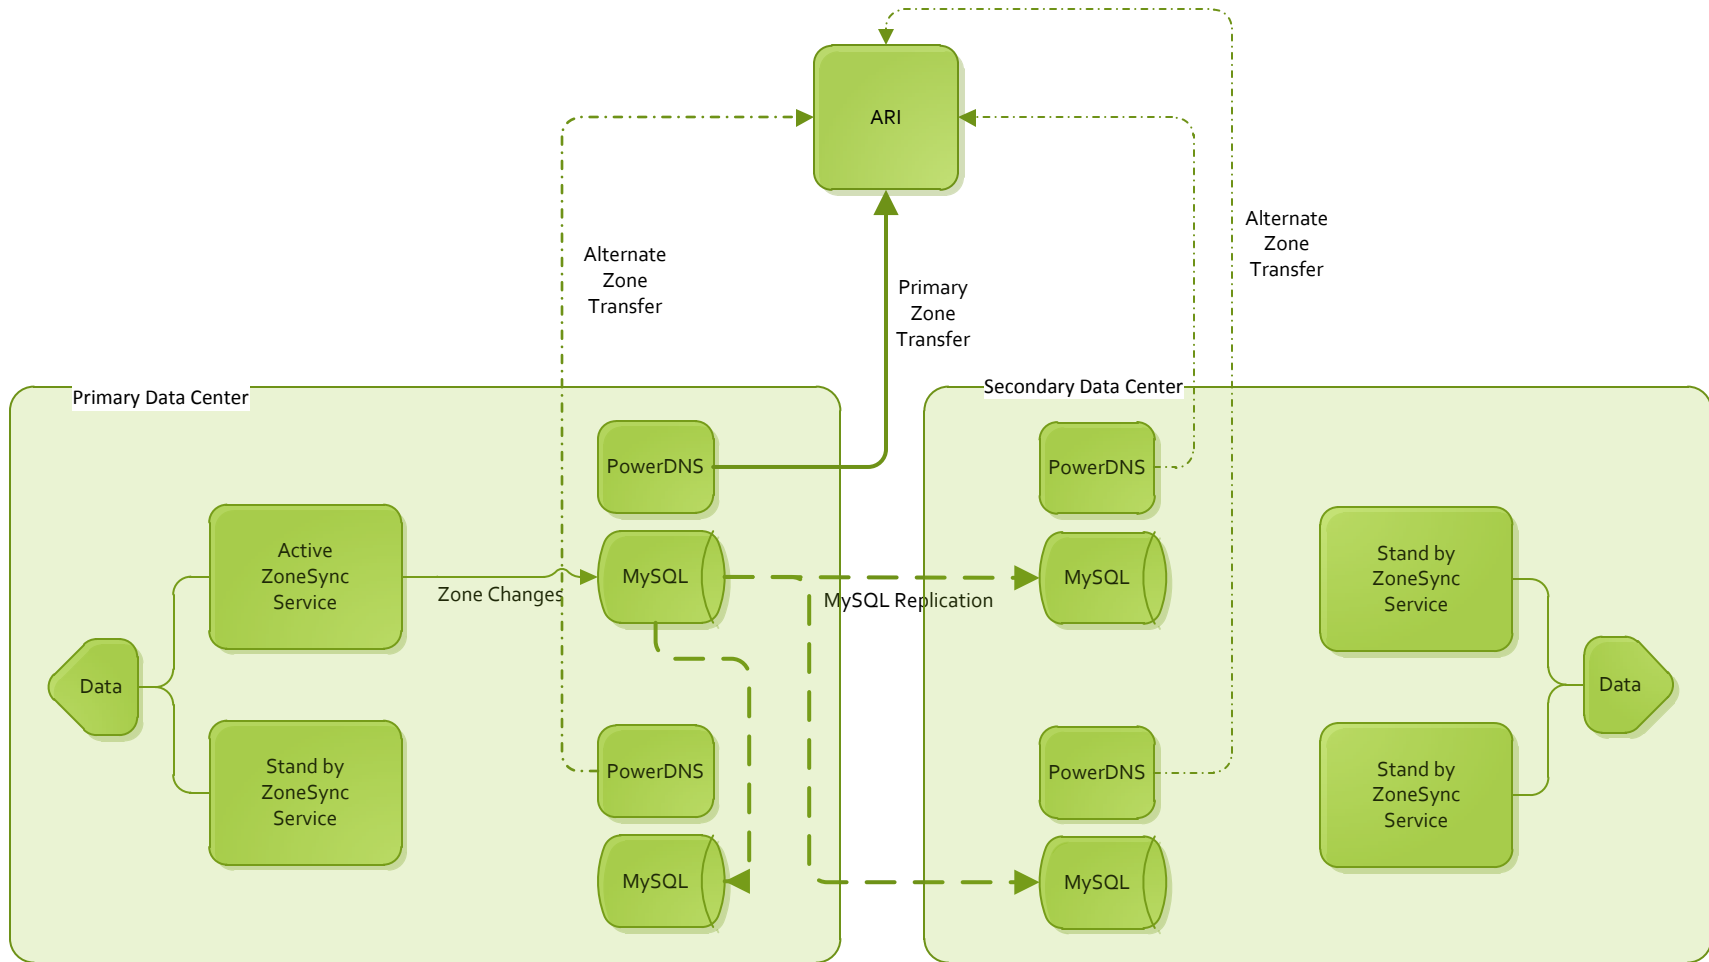 ARI
Alternate
Zone
Transfer
Primary
Zone
Transfer
Alternate
Zone
Transfer
Primary Data Center
Secondary Data Center
PowerDNS
PowerDNS
Active
ZoneSync
Service
Zone Changes
MySQL
MySQL Replication
MySQL
Stand by
ZoneSync
Service
Data
Data
Stand by
ZoneSync
Service
PowerDNS
PowerDNS
Stand by
ZoneSync
Service
MySQL
MySQL